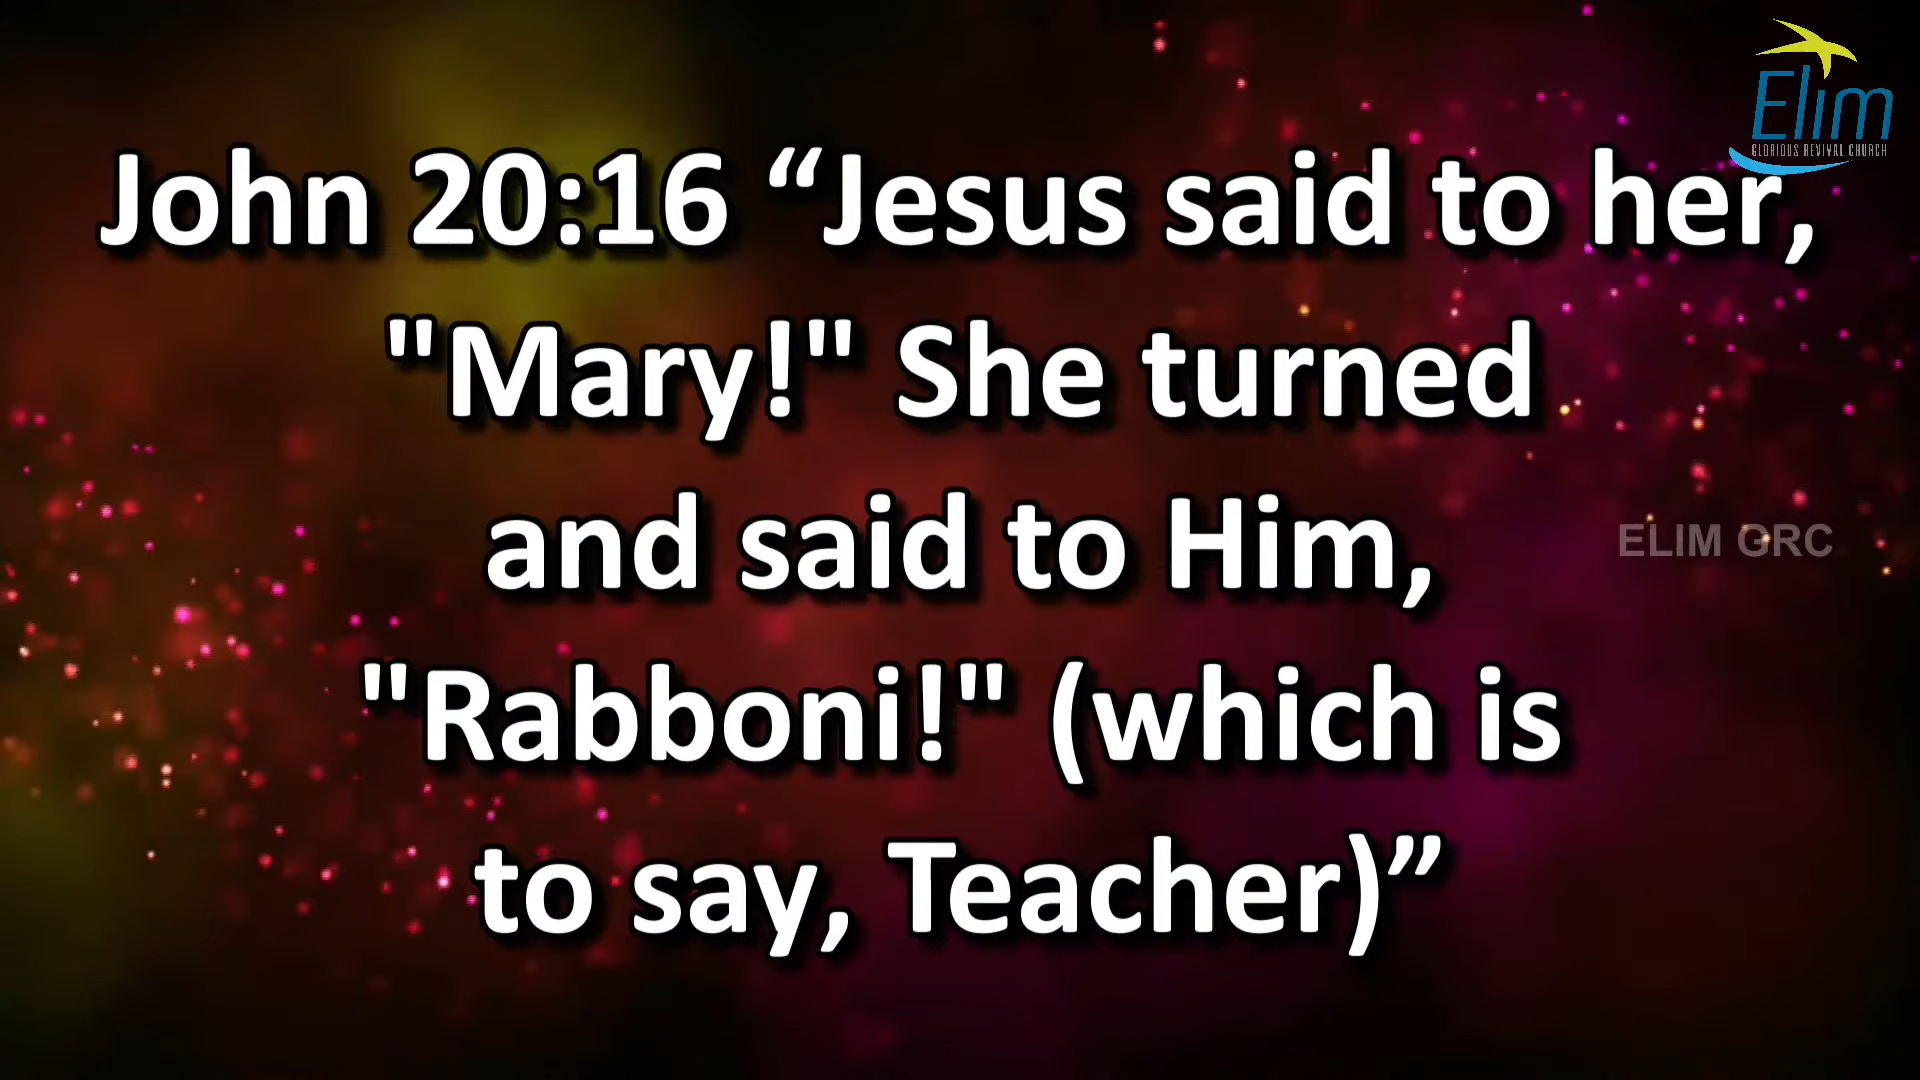 Elim
GLORIOUS REVIVAL CHURCH
John 20:16 “Jesus said to her,
"Mary!" She turned
and said to Him,
ELIM GRC
"Rabboni!" (which is
to say, Teacher)”